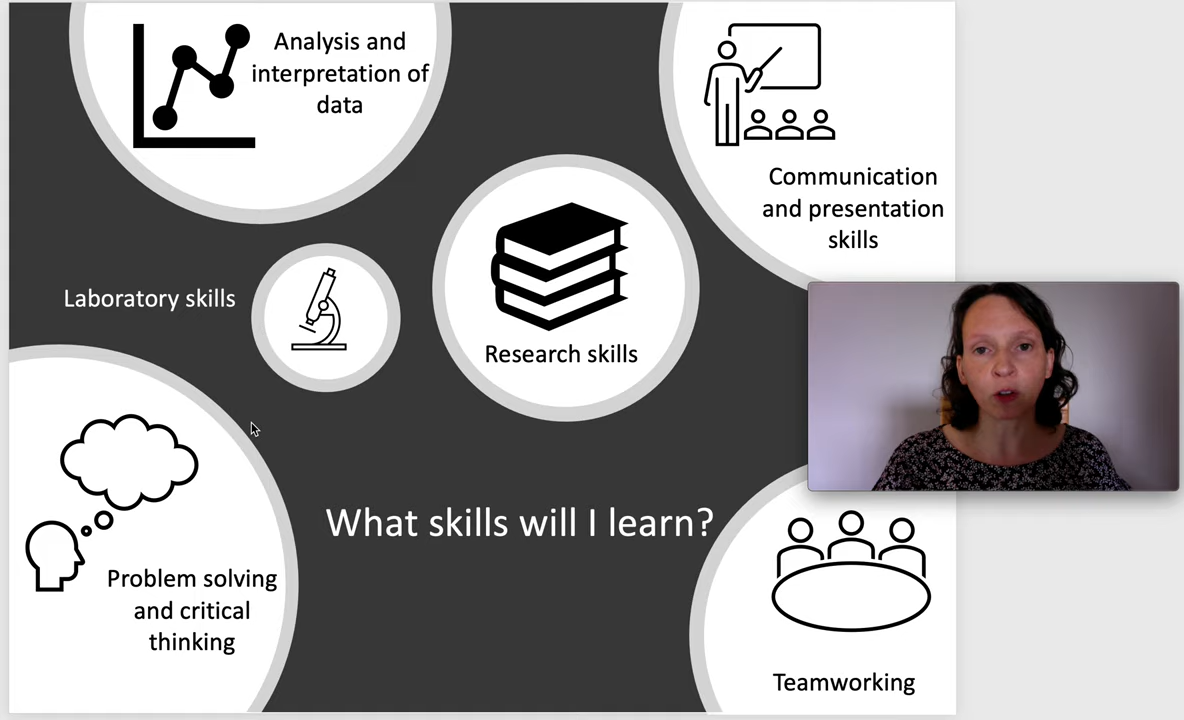 Analysis and
interpretation of
data
Communication
and presentation
skills
Laboratory skills
Research skills
What skills will I learn?
Problem solving
and critical
thinking
Teamworking